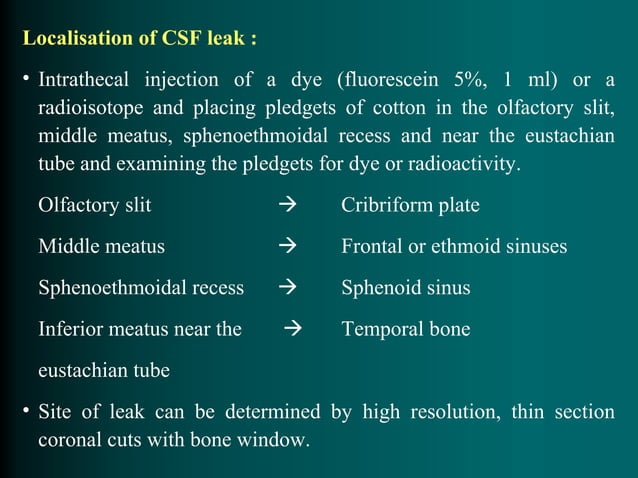 Localisation of CSF leak :
• Intrathecal injection of a dye (fluorescein 5%, 1 ml) or a
radioisotope and placing pledgets of cotton in the olfactory slit,
middle meatus, sphenoethmoidal recess and near the eustachian
tube and examining the pledgets for dye or radioactivity.
Olfactory slit → Cribriform plate
Middle meatus → Frontal or ethmoid sinuses
Sphenoethmoidal recess → Sphenoid sinus
Inferior meatus near the → Temporal bone
eustachian tube
• Site of leak can be determined by high resolution, thin section
coronal cuts with bone window.